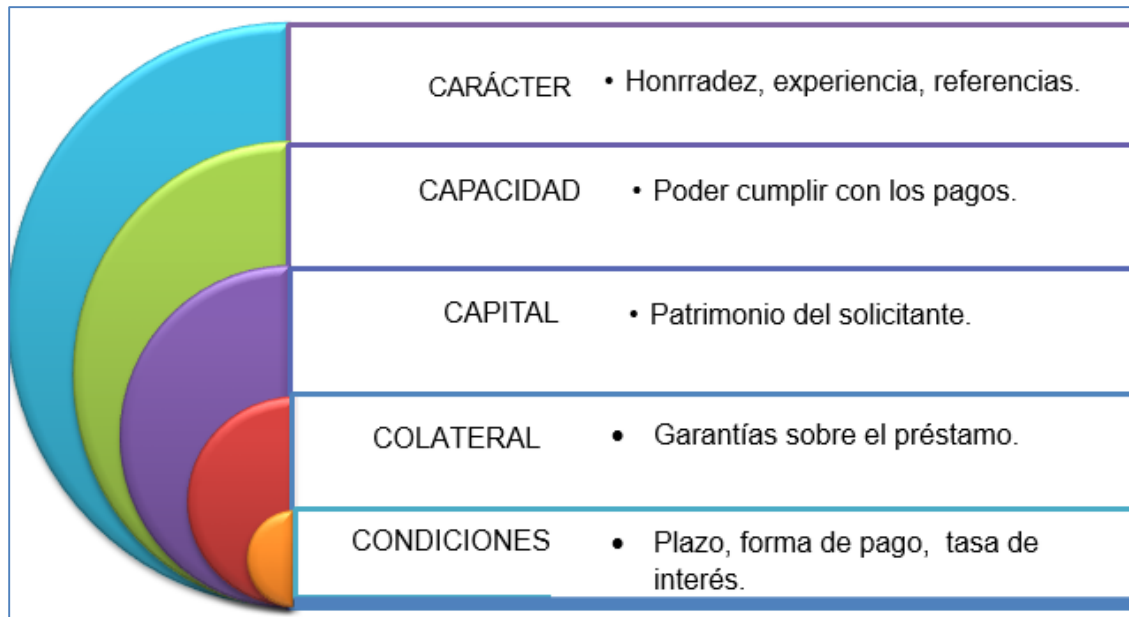 CARÁCTER • Honrradez, experiencia, referencias.
CAPACIDAD • Poder cumplir con los pagos.
CAPITAL • Patrimonio del solicitante.
COLATERAL • Garantías sobre el préstamo.
CONDICIONES • Plazo, forma de pago, tasa de
interés.